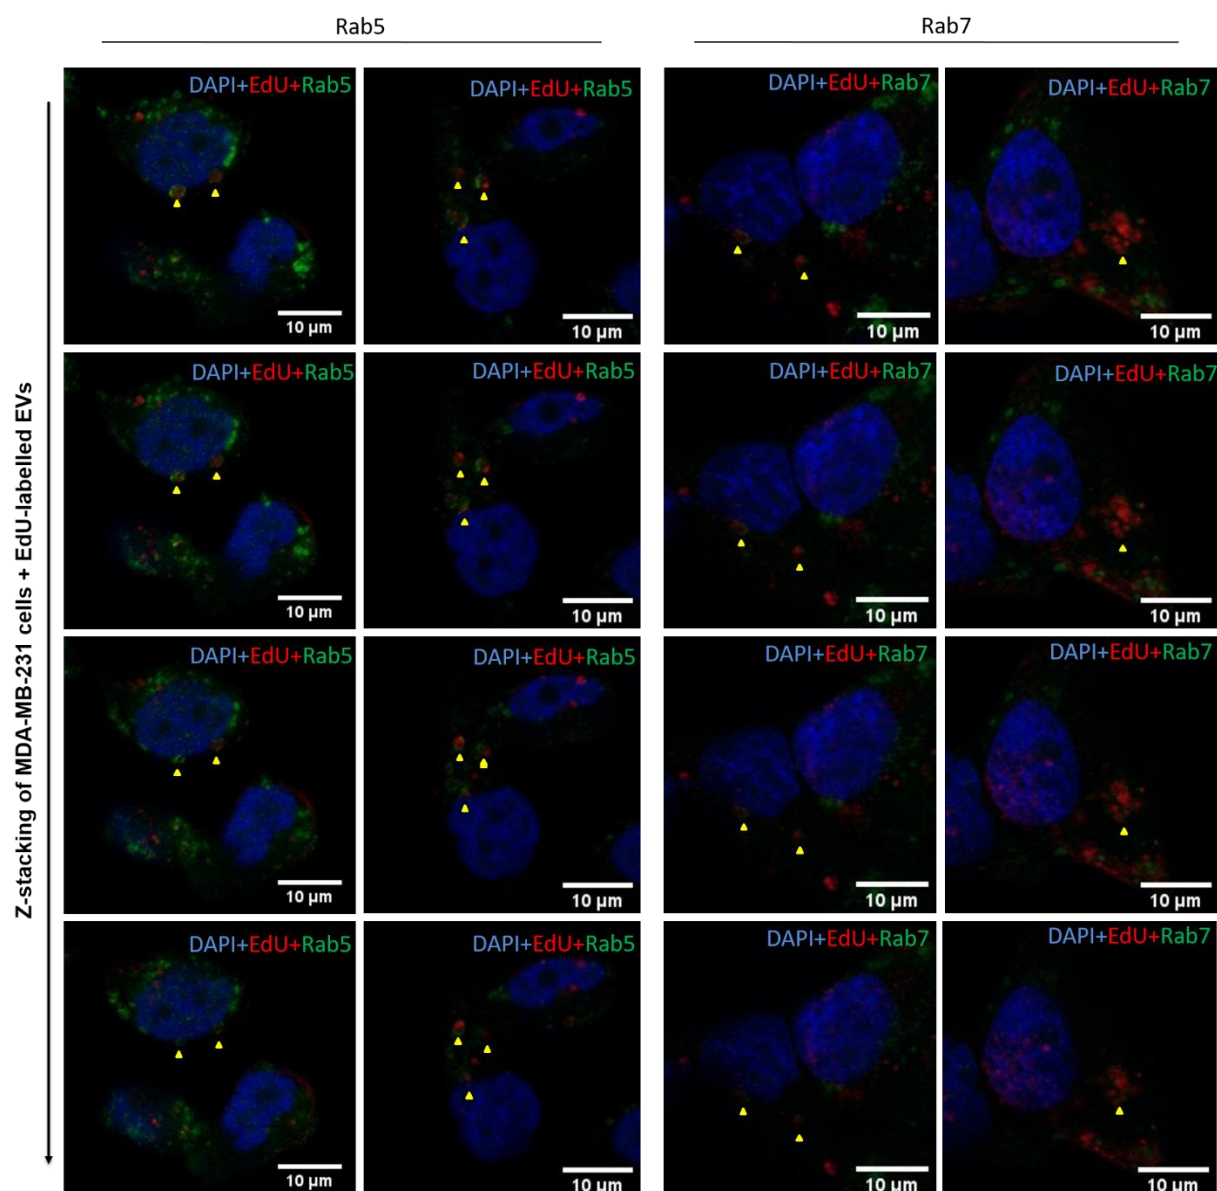 Rab5
Rab7
Z-stacking of MDA-MB-231 cells + EdU-labelled EVs
DAPI+EdU+Rab5
DAPI+EdU+Rab5
DAPI+EdU+Rab7
DAPI+EdU+Rab7
10 µm
10 µm
10 µm
10 µm
DAPI+EdU+Rab5
DAPI+EdU+Rab5
DAPI+EdU+Rab7
DAPI+EdU+Rab7
10 µm
10 µm
10 µm
10 µm
DAPI+EdU+Rab5
DAPI+EdU+Rab5
DAPI+EdU+Rab7
DAPI+EdU+Rab7
10 µm
10 µm
10 µm
10 µm
DAPI+EdU+Rab5
DAPI+EdU+Rab5
DAPI+EdU+Rab7
DAPI+EdU+Rab7
10 µm
10 µm
10 µm
10 µm